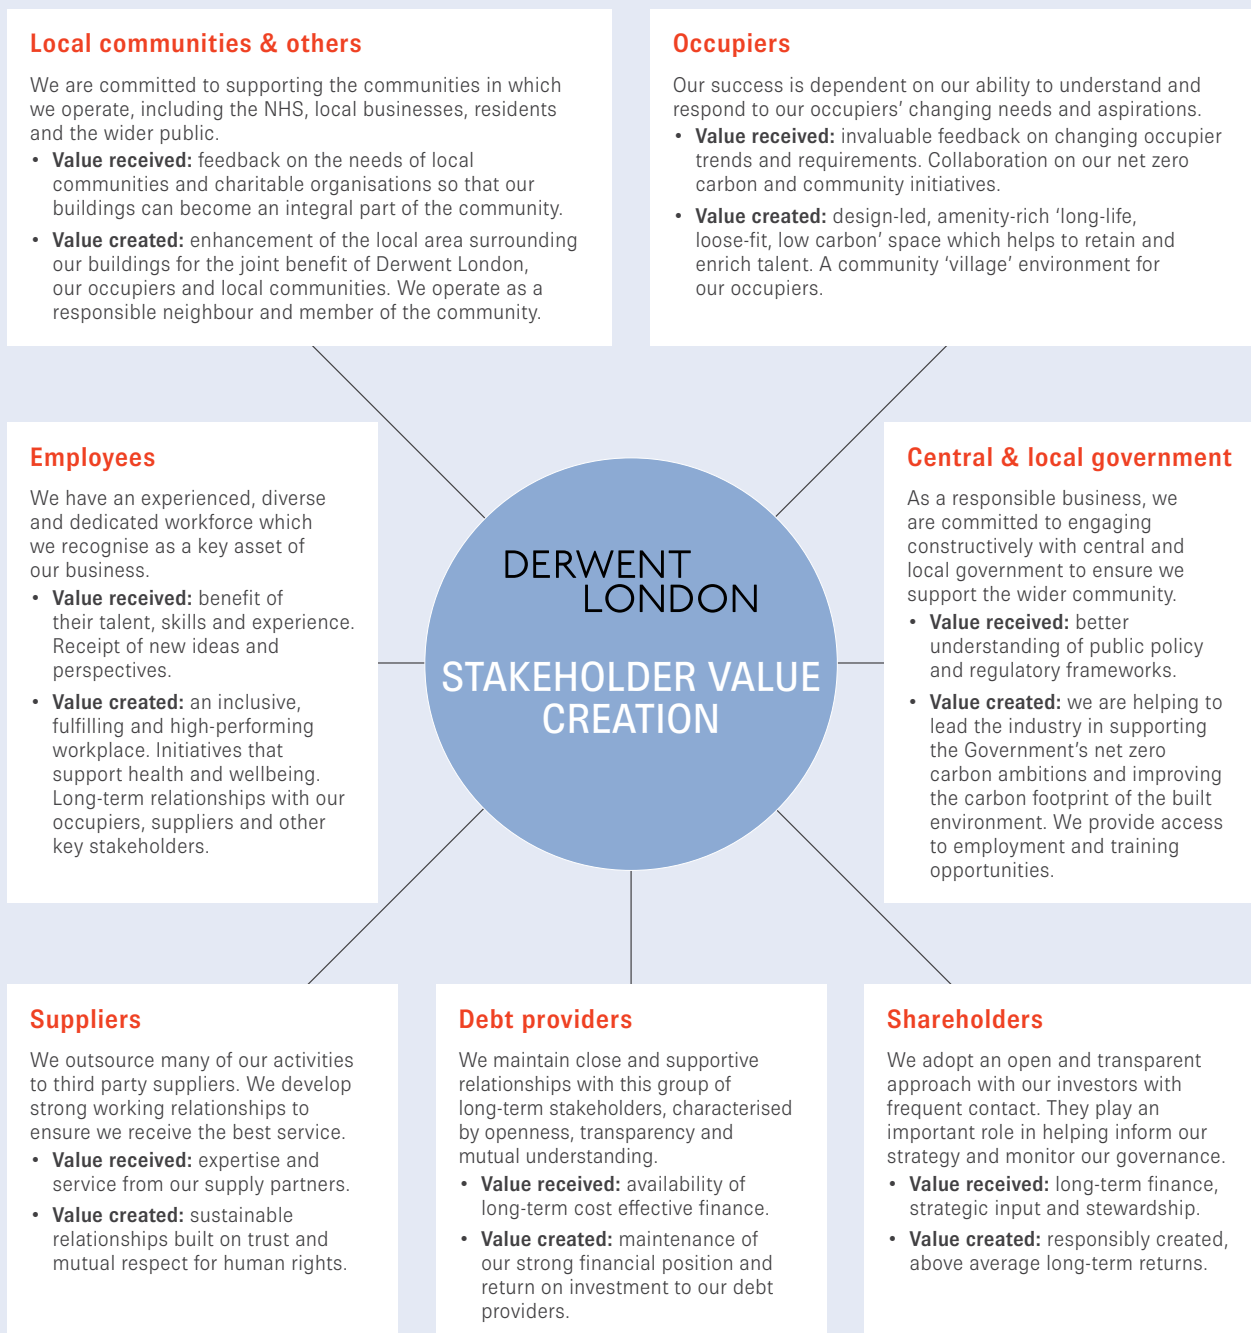 Local communities & others
We are committed to supporting the communities in which
we operate, including the NHS, local businesses, residents
and the wider public.
• Value received: feedback on the needs of local
communities and charitable organisations so that our
buildings can become an integral part of the community.
• Value created: enhancement of the local area surrounding
our buildings for the joint benefit of Derwent London,
our occupiers and local communities. We operate as a
responsible neighbour and member of the community.
Occupiers
Our success is dependent on our ability to understand and
respond to our occupiers’ changing needs and aspirations.
• Value received: invaluable feedback on changing occupier
trends and requirements. Collaboration on our net zero
carbon and community initiatives.
• Value created: design-led, amenity-rich ‘long-life,
loose-fit, low carbon’ space which helps to retain and
enrich talent. A community ‘village’ environment for
our occupiers.
Employees
We have an experienced, diverse
and dedicated workforce which
we recognise as a key asset of
our business.
• Value received: benefit of
their talent, skills and experience.
Receipt of new ideas and
perspectives.
• Value created: an inclusive,
fulfilling and high-performing
workplace. Initiatives that
support health and wellbeing.
Long-term relationships with our
occupiers, suppliers and other
key stakeholders.
DERWENT
LONDON
STAKEHOLDER VALUE
CREATION
Central & local government
As a responsible business, we
are committed to engaging
constructively with central and
local government to ensure we
support the wider community.
• Value received: better
understanding of public policy
and regulatory frameworks.
• Value created: we are helping to
lead the industry in supporting
the Government’s net zero
carbon ambitions and improving
the carbon footprint of the built
environment. We provide access
to employment and training
opportunities.
Suppliers
We outsource many of our activities
to third party suppliers. We develop
strong working relationships to
ensure we receive the best service.
• Value received: expertise and
service from our supply partners.
• Value created: sustainable
relationships built on trust and
mutual respect for human rights.
Debt providers
We maintain close and supportive
relationships with this group of
long-term stakeholders, characterised
by openness, transparency and
mutual understanding.
• Value received: availability of
long-term cost effective finance.
• Value created: maintenance of
our strong financial position and
return on investment to our debt
providers.
Shareholders
We adopt an open and transparent
approach with our investors with
frequent contact. They play an
important role in helping inform our
strategy and monitor our governance.
• Value received: long-term finance,
strategic input and stewardship.
• Value created: responsibly created,
above average long-term returns.